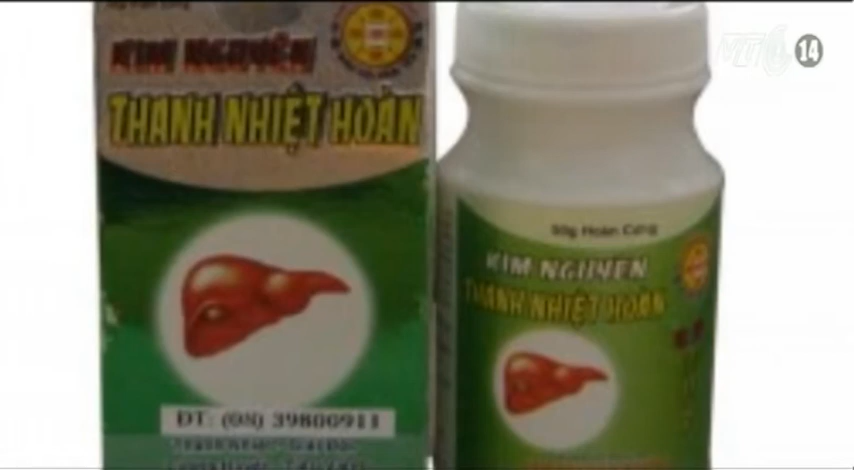 KIM NGUYÊN
THANH NHIỆT HOÀN
ĐT: (08) 39800911
50g Hoàn Cứng
KIM NGUYÊN
THANH NHIỆT HOÀN
14